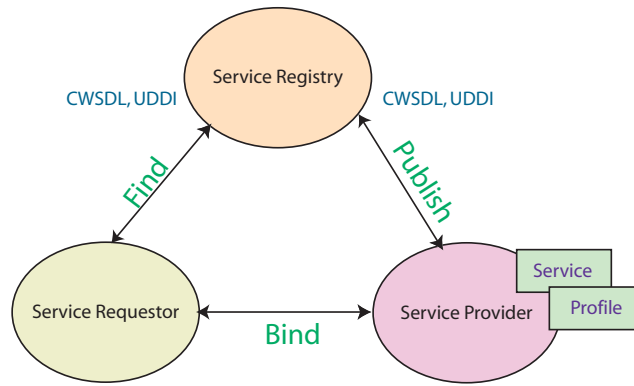 Service Registry
CWSDL, UDDI
CWSDL, UDDI
Find
Publish
Service Requestor
Bind
Service Provider
Service
Profile